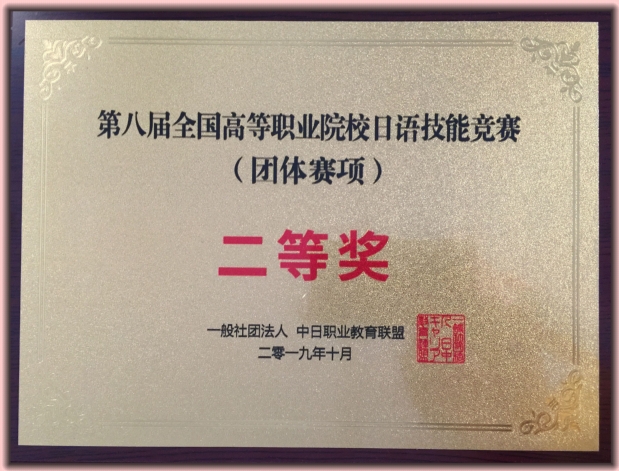 第八届全国高等职业院校日语技能竞赛
（团体赛项）
二等奖
一般社团法人 中日职业教育联盟
二零一九年十月